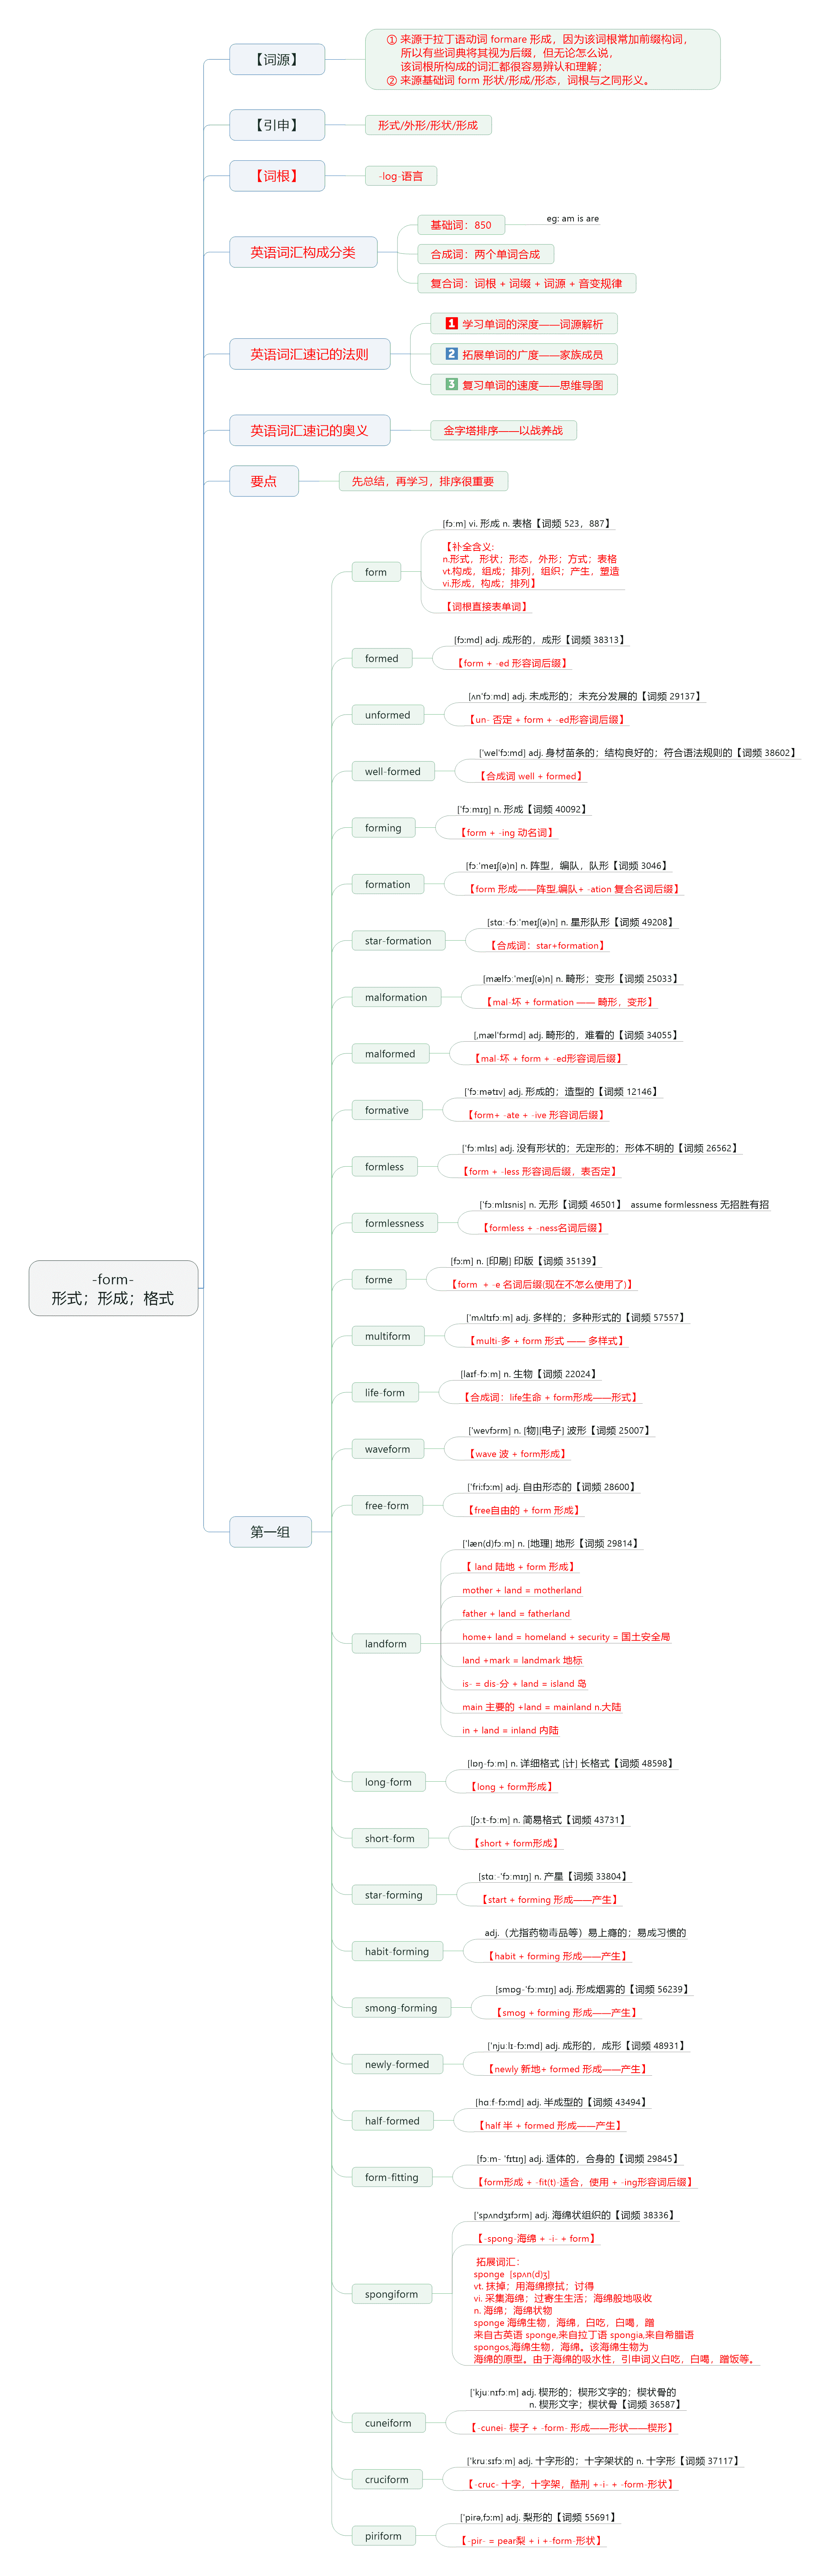 【词源】
① 来源于拉丁语动词 formare 形成，因为该词根常加前缀构词，
所以有些词典将其视为后缀，但无论怎么说，
该词根所构成的词汇都很容易辨认和理解；
② 来源基础词 form 形状/形成/形态，词根与之同形义。
【引申】
形式/外形/形状/形成
【词根】
-log-语言
英语词汇构成分类
基础词：850
eg: am is are
合成词：两个单词合成
复合词：词根 + 词缀 + 词源 + 音变规律
英语词汇速记的法则
1 学习单词的深度——词源解析
2 拓展单词的广度——家族成员
3 复习单词的速度——思维导图
英语词汇速记的奥义
金字塔排序——以战养战
要点
先总结，再学习，排序很重要
-form-
形式；形成；格式
第一组
form
[fɔːm] vi. 形成 n. 表格【词频 523，887】
【补全含义:
n.形式，形状；形态，外形；方式；表格
vt.构成，组成；排列，组织；产生，塑造
vi.形成，构成；排列】
【词根直接表单词】
formed
[fɔ:md] adj. 成形的，成形【词频 38313】
【form + -ed 形容词后缀】
unformed
[ʌn'fɔːmd] adj. 未成形的；未充分发展的【词频 29137】
【un- 否定 + form + -ed形容词后缀】
well-formed
['wel'fɔ:md] adj. 身材苗条的；结构良好的；符合语法规则的【词频 38602】
【合成词 well + formed】
forming
['fɔːmɪŋ] n. 形成【词频 40092】
【form + -ing 动名词】
formation
[fɔː'meɪʃ(ə)n] n. 阵型，编队，队形【词频 3046】
【form 形成——阵型,编队+ -ation 复合名词后缀】
star-formation
[stɑː-fɔː'meɪʃ(ə)n] n. 星形队形【词频 49208】
【合成词：star+formation】
malformation
[mælfɔː'meɪʃ(ə)n] n. 畸形；变形【词频 25033】
【mal-坏 + formation —— 畸形，变形】
malformed
[,mæl'fɔrmd] adj. 畸形的，难看的【词频 34055】
【mal-坏 + form + -ed形容词后缀】
formative
['fɔːmətɪv] adj. 形成的；造型的【词频 12146】
【form+ -ate + -ive 形容词后缀】
formless
['fɔːmlɪs] adj. 没有形状的；无定形的；形体不明的【词频 26562】
【form + -less 形容词后缀，表否定】
formlessness
['fɔːmlɪsnis] n. 无形【词频 46501】 assume formlessness 无招胜有招
【formless + -ness名词后缀】
forme
[fɔːm] n. [印刷] 印版【词频 35139】
【form + -e 名词后缀(现在不怎么使用了)】
multiform
['mʌltɪfɔːm] adj. 多样的；多种形式的【词频 57557】
【multi-多 + form 形式 —— 多样式】
life-form
[laɪf-fɔːm] n. 生物【词频 22024】
【合成词：life生命 + form形成——形式】
waveform
['wevfɔrm] n. [物][电子] 波形【词频 25007】
【wave 波 + form形成】
free-form
['fri:fɔ:m] adj. 自由形态的【词频 28600】
【free自由的 + form 形成】
landform
['læn(d)fɔːm] n. [地理] 地形【词频 29814】
【 land 陆地 + form 形成】
mother + land = motherland
father + land = fatherland
home+ land = homeland + security = 国土安全局
land +mark = landmark 地标
is- = dis-分 + land = island 岛
main 主要的 +land = mainland n.大陆
in + land = inland 内陆
long-form
[lɒŋ-fɔːm] n. 详细格式 [计] 长格式【词频 48598】
【long + form形成】
short-form
[ʃɔːt-fɔːm] n. 简易格式【词频 43731】
【short + form形成】
star-forming
[stɑː-'fɔːmɪŋ] n. 产星【词频 33804】
【start + forming 形成——产生】
habit-forming
adj.（尤指药物毒品等）易上瘾的；易成习惯的
【habit + forming 形成——产生】
smong-forming
[smɒg-'fɔːmɪŋ] adj. 形成烟雾的【词频 56239】
【smog + forming 形成——产生】
newly-formed
['njuːlɪ-fɔ:md] adj. 成形的，成形【词频 48931】
【newly 新地+ formed 形成——产生】
half-formed
[hɑːf-fɔ:md] adj. 半成型的【词频 43494】
【half 半 + formed 形成——产生】
form-fitting
[fɔːm- 'fɪtɪŋ] adj. 适体的，合身的【词频 29845】
【form形成 + -fit(t)-适合，使用 + -ing形容词后缀】
spongiform
['spʌndʒɪfɔrm] adj. 海绵状组织的【词频 38336】
【-spong-海绵 + -i- + form】
拓展词汇：
sponge [spʌn(d)ʒ]
vt. 抹掉；用海绵擦拭；讨得
vi. 采集海绵；过寄生生活；海绵般地吸收
n. 海绵；海绵状物
sponge 海绵生物，海绵，白吃，白喝，蹭
来自古英语 sponge,来自拉丁语 spongia,来自希腊语
spongos,海绵生物，海绵。该海绵生物为
海绵的原型。由于海绵的吸水性，引申词义白吃，白喝，蹭饭等。
cuneiform
['kjuːnɪfɔːm] adj. 楔形的；楔形文字的；楔状骨的
n. 楔形文字；楔状骨【词频 36587】
【-cunei- 楔子 + -form- 形成——形状——楔形】
cruciform
['kruːsɪfɔːm] adj. 十字形的；十字架状的 n. 十字形【词频 37117】
【-cruc- 十字，十字架，酷刑 +-i- + -form-形状】
piriform
['pirə,fɔ:m] adj. 梨形的【词频 55691】
【-pir- = pear梨 + i +-form-形状】